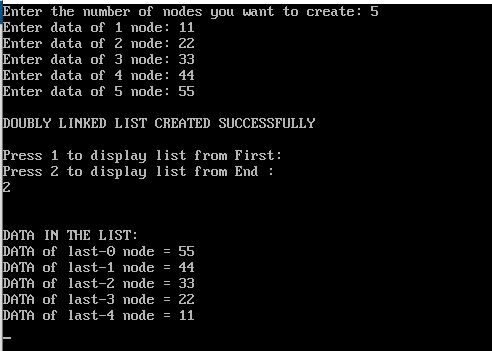 Enter the number of nodes you want to create: 5
Enter data of 1 node: 11
Enter data of 2 node: 22
Enter data of 3 node: 33
Enter data of 4 node: 44
Enter data of 5 node: 55
DOUBLY LINKED LIST CREATED SUCCESSFULLY
Press 1 to display list from First:
Press 2 to display list from End :
2
DATA IN THE LIST:
DATA of last-0 node = 55
DATA of last-1 node = 44
DATA of last-2 node = 33
DATA of last-3 node = 22
DATA of last-4 node = 11